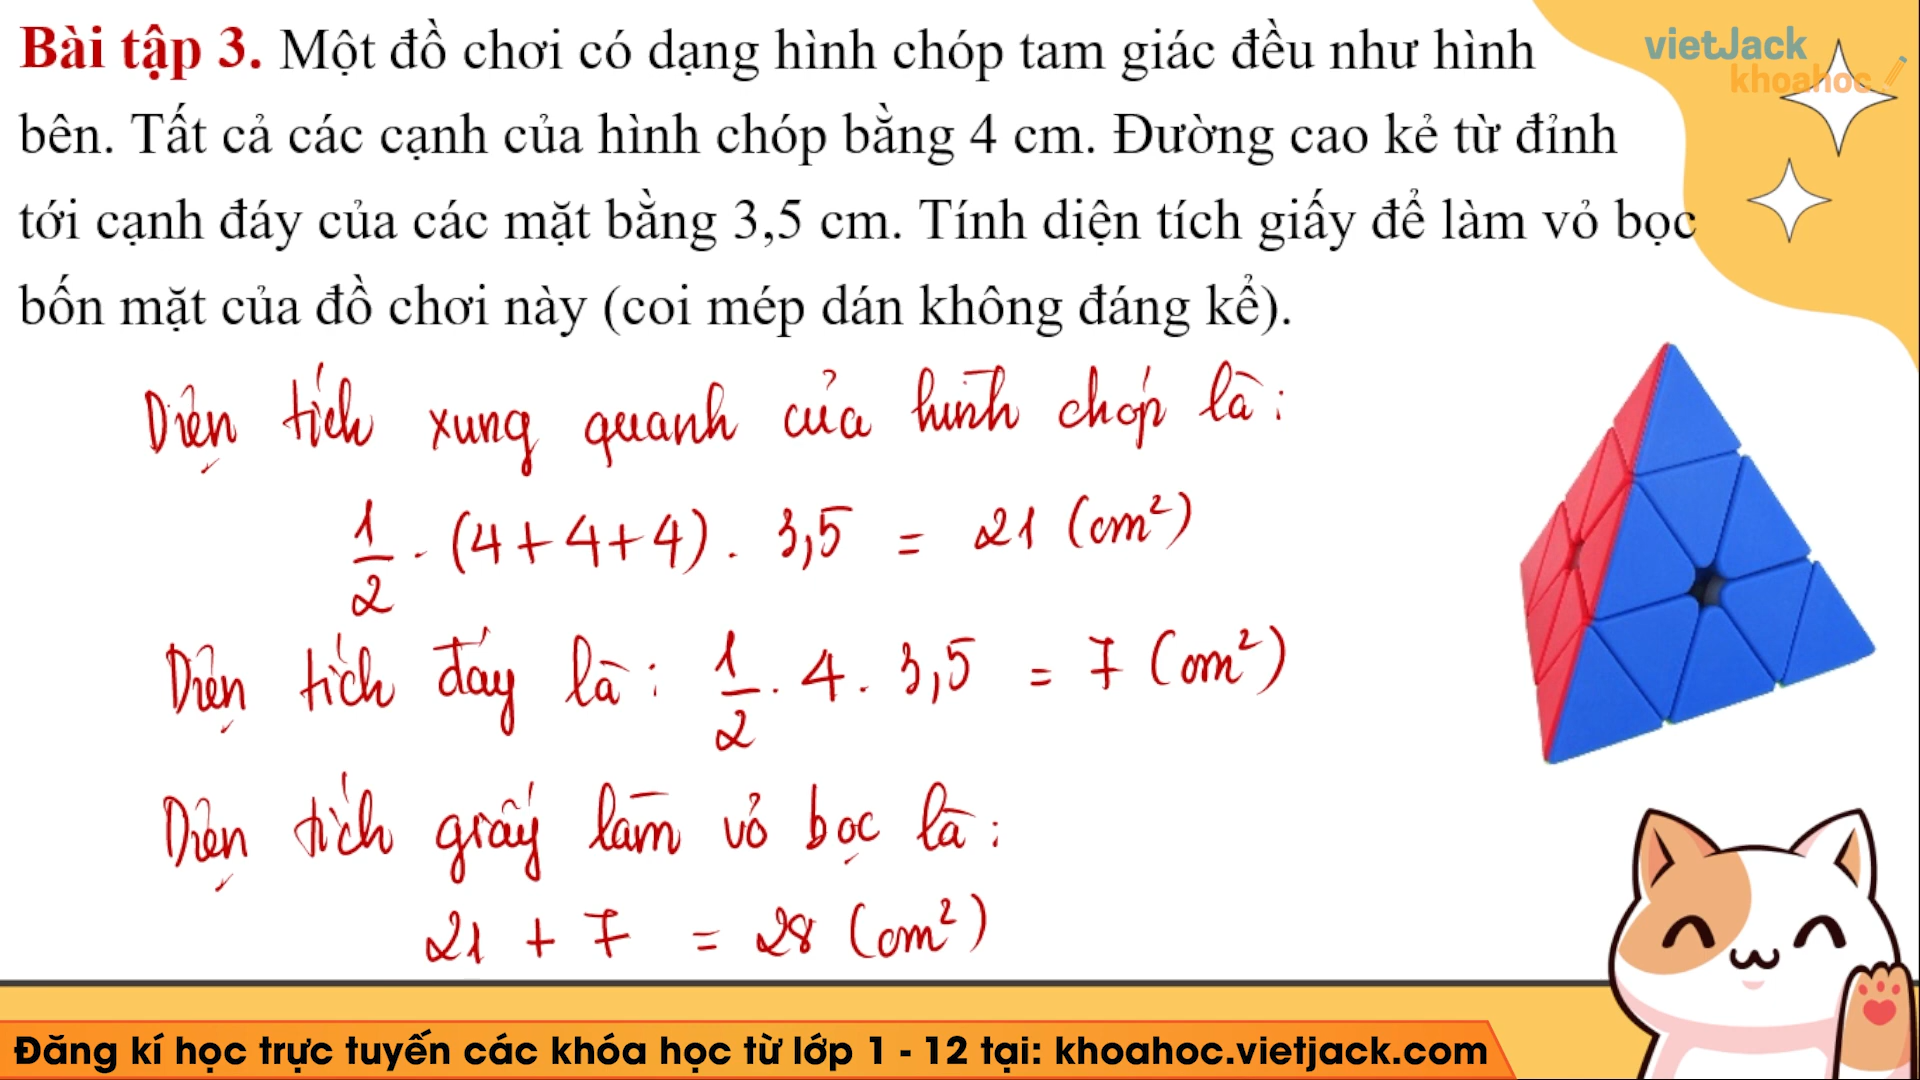 Bài tập 3. Một đồ chơi có dạng hình chóp tam giác đều như hình
bên. Tất cả các cạnh của hình chóp bằng 4 cm. Đường cao kẻ từ đỉnh
tới cạnh đáy của các mặt bằng 3,5 cm. Tính diện tích giấy để làm vỏ bọc
bốn mặt của đồ chơi này (coi mép dán không đáng kể).
vietJack
khoahoc
Diện tích xung quanh của hình chóp là:
1/2 . (4+4+4) . 3,5 = 21 (cm²)
Diện tích đáy là: 1/2 . 4 . 3,5 = 7 (cm²)
Diện tích giấy làm vỏ bọc là:
21 + 7 = 28 (cm²)
Đăng kí học trực tuyến các khóa học từ lớp 1 - 12 tại: khoahoc.vietjack.com